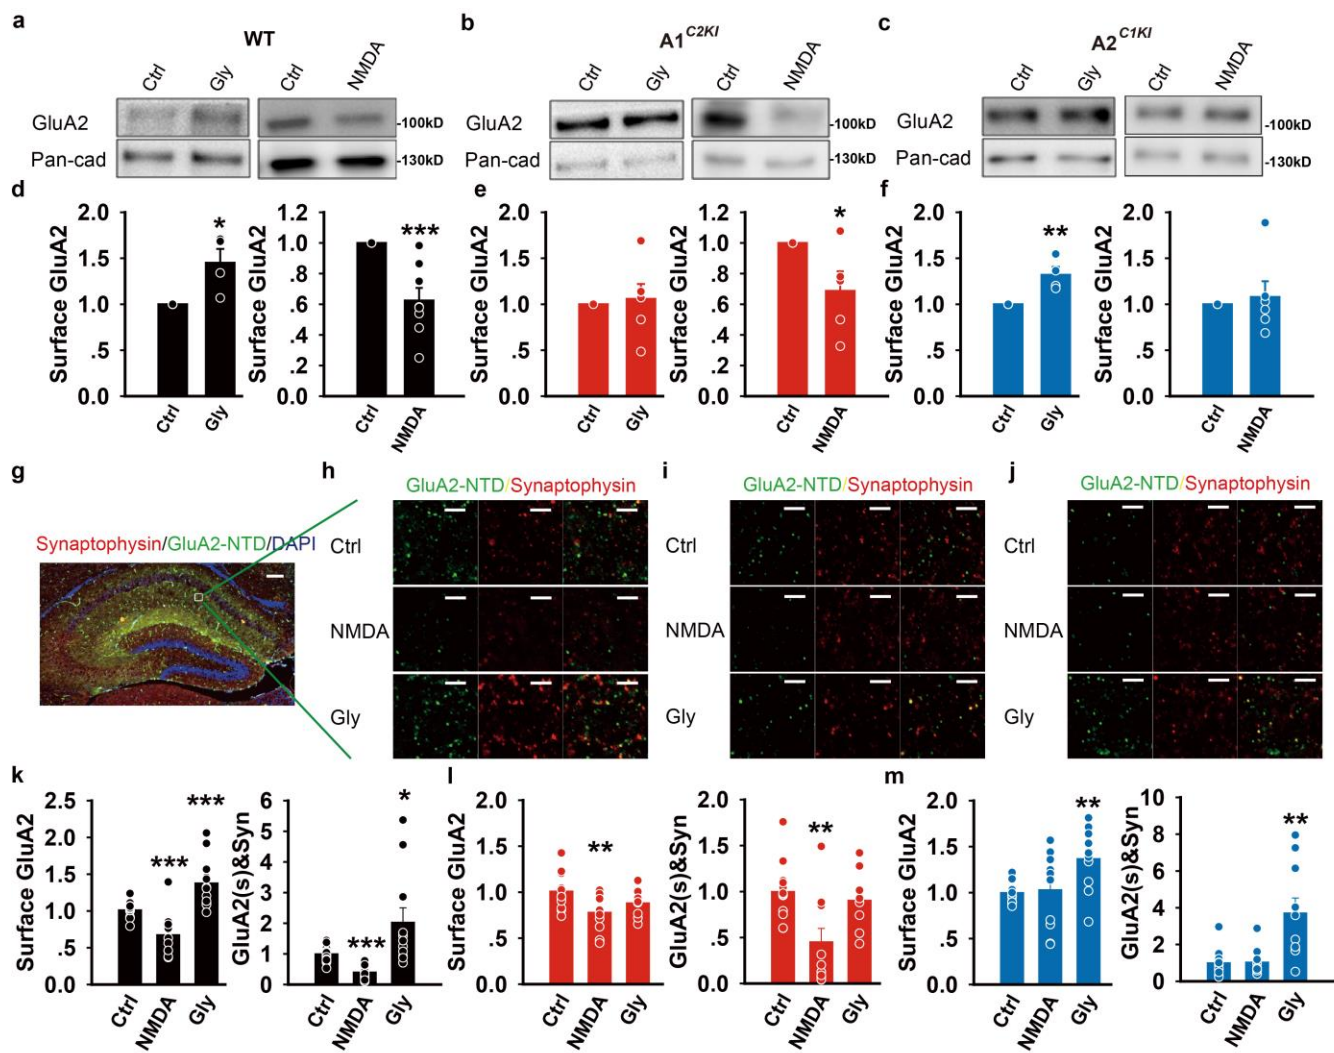 a
b
c
WT
A1^C2KI
A2^C1KI
Ctrl
Gly
Ctrl
NMDA
Ctrl
Gly
Ctrl
NMDA
Ctrl
Gly
Ctrl
NMDA
GluA2
-100kD
GluA2
-100kD
GluA2
-100kD
Pan-cad
-130kD
Pan-cad
-130kD
Pan-cad
-130kD
d
Surface GluA2
2.0
1.5
1.0
.5
0.0
*
Ctrl
Gly
Surface GluA2
1.2
1.0
.8
.6
.4
.2
0.0
***
Ctrl
NMDA
e
Surface GluA2
2.0
1.5
1.0
.5
0.0
Ctrl
Gly
Surface GluA2
1.2
1.0
.8
.6
.4
.2
0.0
*
Ctrl
NMDA
f
Surface GluA2
2.0
1.5
1.0
.5
0.0
**
Ctrl
Gly
Surface GluA2
2.0
1.5
1.0
.5
0.0
Ctrl
NMDA
g
Synaptophysin/GluA2-NTD/DAPI
h
GluA2-NTD/Synaptophysin
Ctrl
NMDA
Gly
i
GluA2-NTD/Synaptophysin
Ctrl
NMDA
Gly
j
GluA2-NTD/Synaptophysin
Ctrl
NMDA
Gly
k
Surface GluA2
2.5
2.0
1.5
1.0
0.5
0.0
***
***
Ctrl
NMDA
Gly
GluA2(s)&Syn
6
5
4
3
2
1
0
***
*
Ctrl
NMDA
Gly
l
Surface GluA2
2.0
1.5
1.0
.5
0.0
**
Ctrl
NMDA
Gly
GluA2(s)&Syn
2.0
1.5
1.0
.5
0.0
**
Ctrl
NMDA
Gly
m
Surface GluA2
2.0
1.5
1.0
.5
0.0
**
Ctrl
NMDA
Gly
GluA2(s)&Syn
10
8
6
4
2
0
**
Ctrl
NMDA
Gly